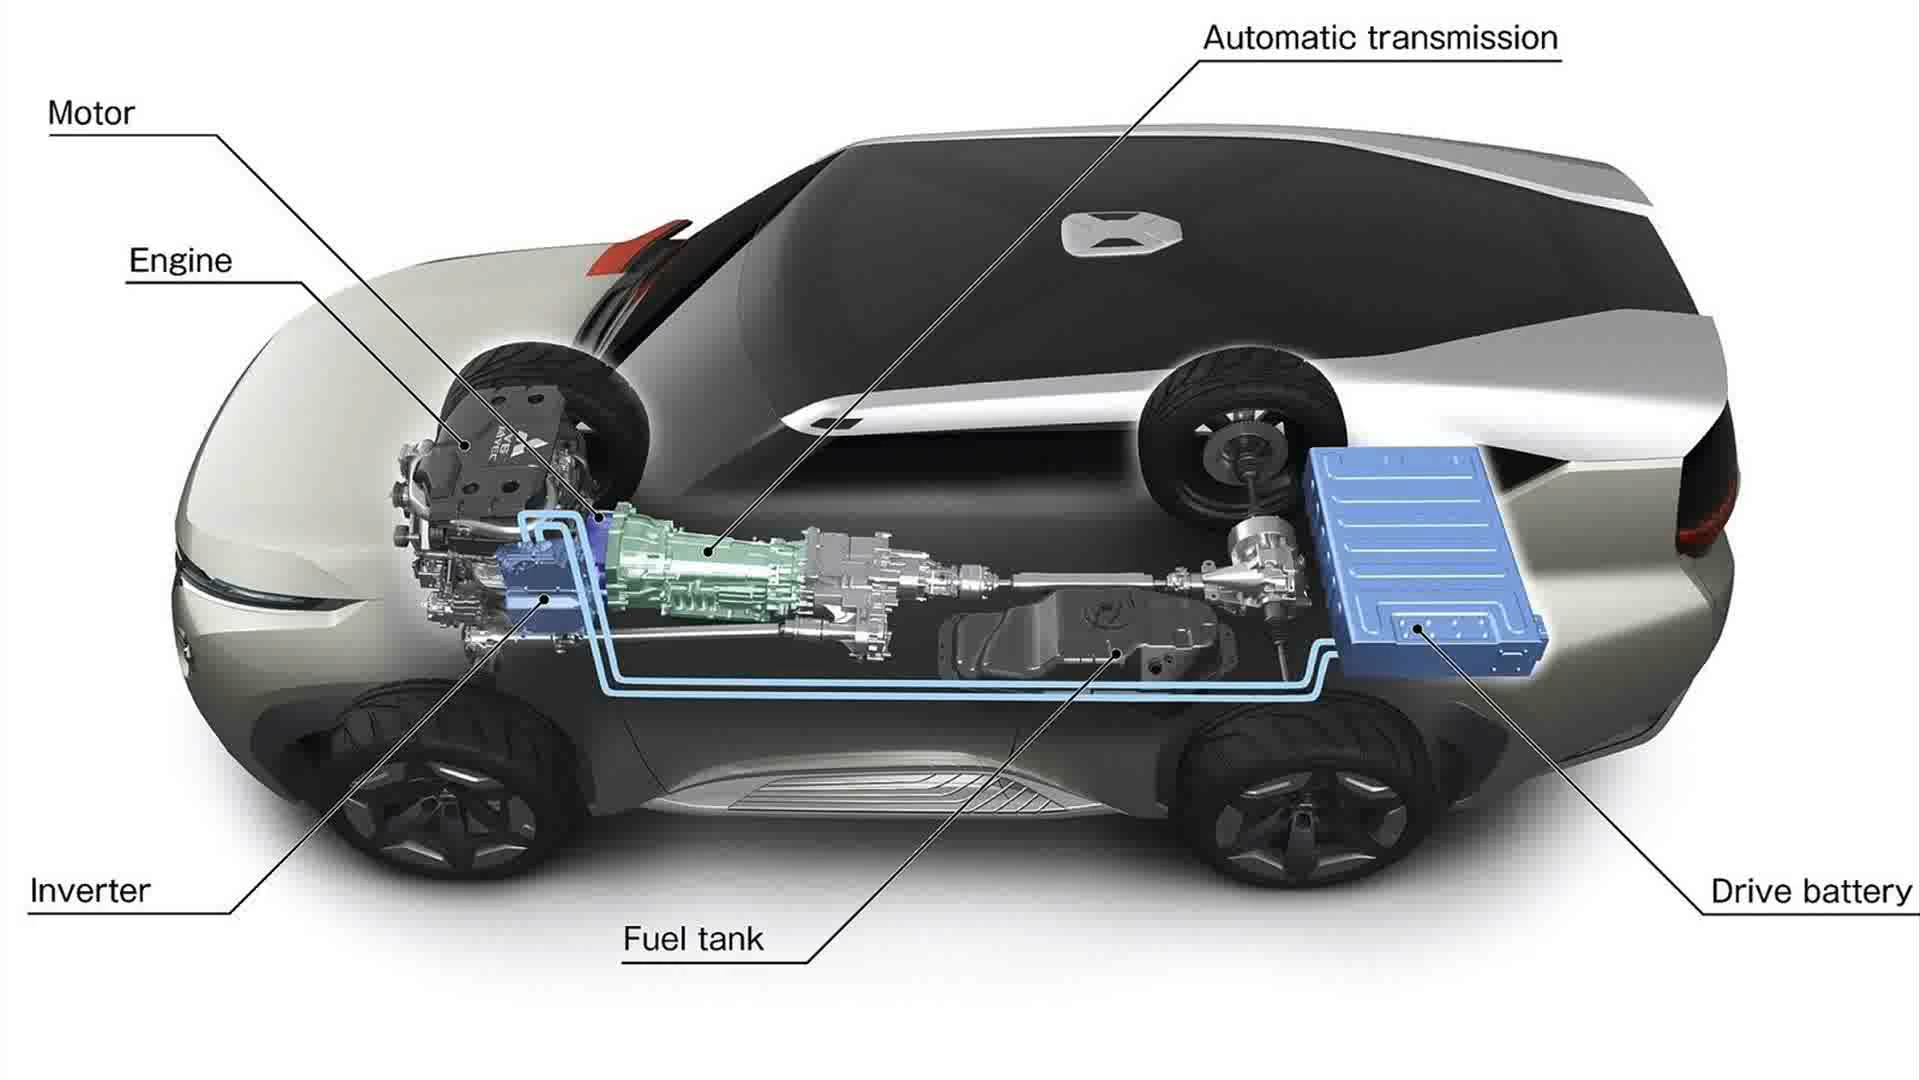 Automatic transmission
Motor
Engine
Inverter
Fuel tank
Drive battery